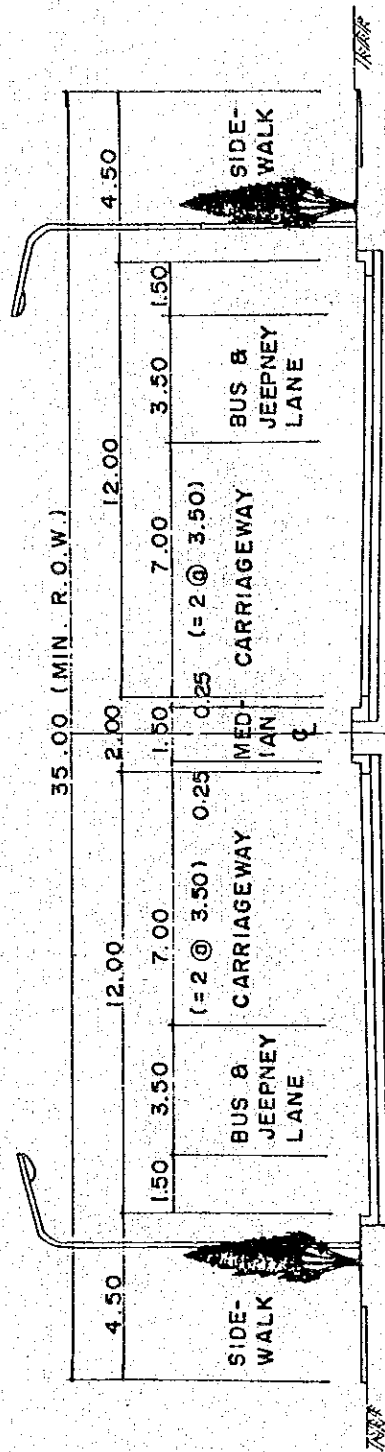 35.00 (MIN. R.O.W.)
4.50 12.00 2.00 12.00 4.50
1.50 3.50 7.00 0.25 1.50 0.25 7.00 3.50 1.50
(= 2 @ 3.50) (= 2 @ 3.50)
SIDE-
WALK
BUS &
JEEPNEY
LANE
CARRIAGEWAY
MED-
IAN
CARRIAGEWAY
BUS &
JEEPNEY
LANE
SIDE-
WALK
℄